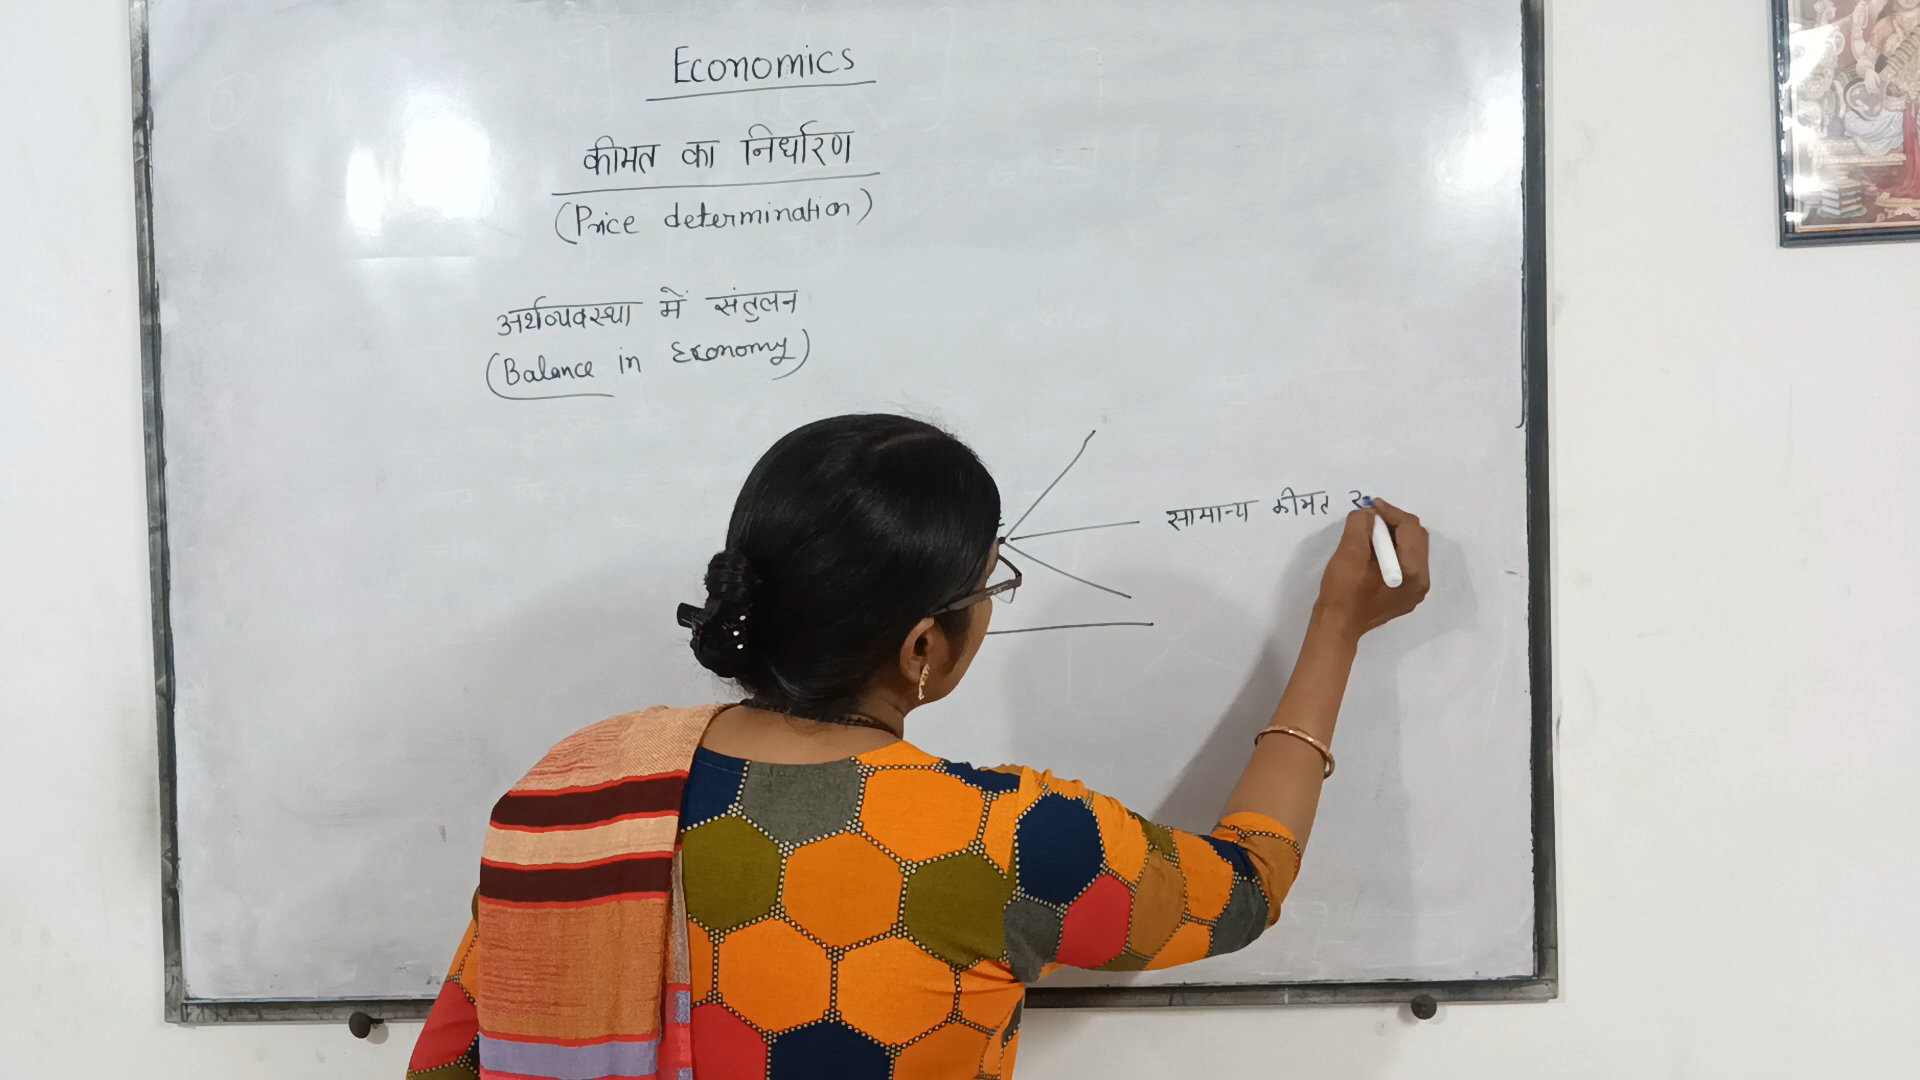 Economics
कीमत का निर्धारण
(Price determination)
अर्थव्यवस्था में संतुलन
(Balance in Economy)
सामान्य कीमत